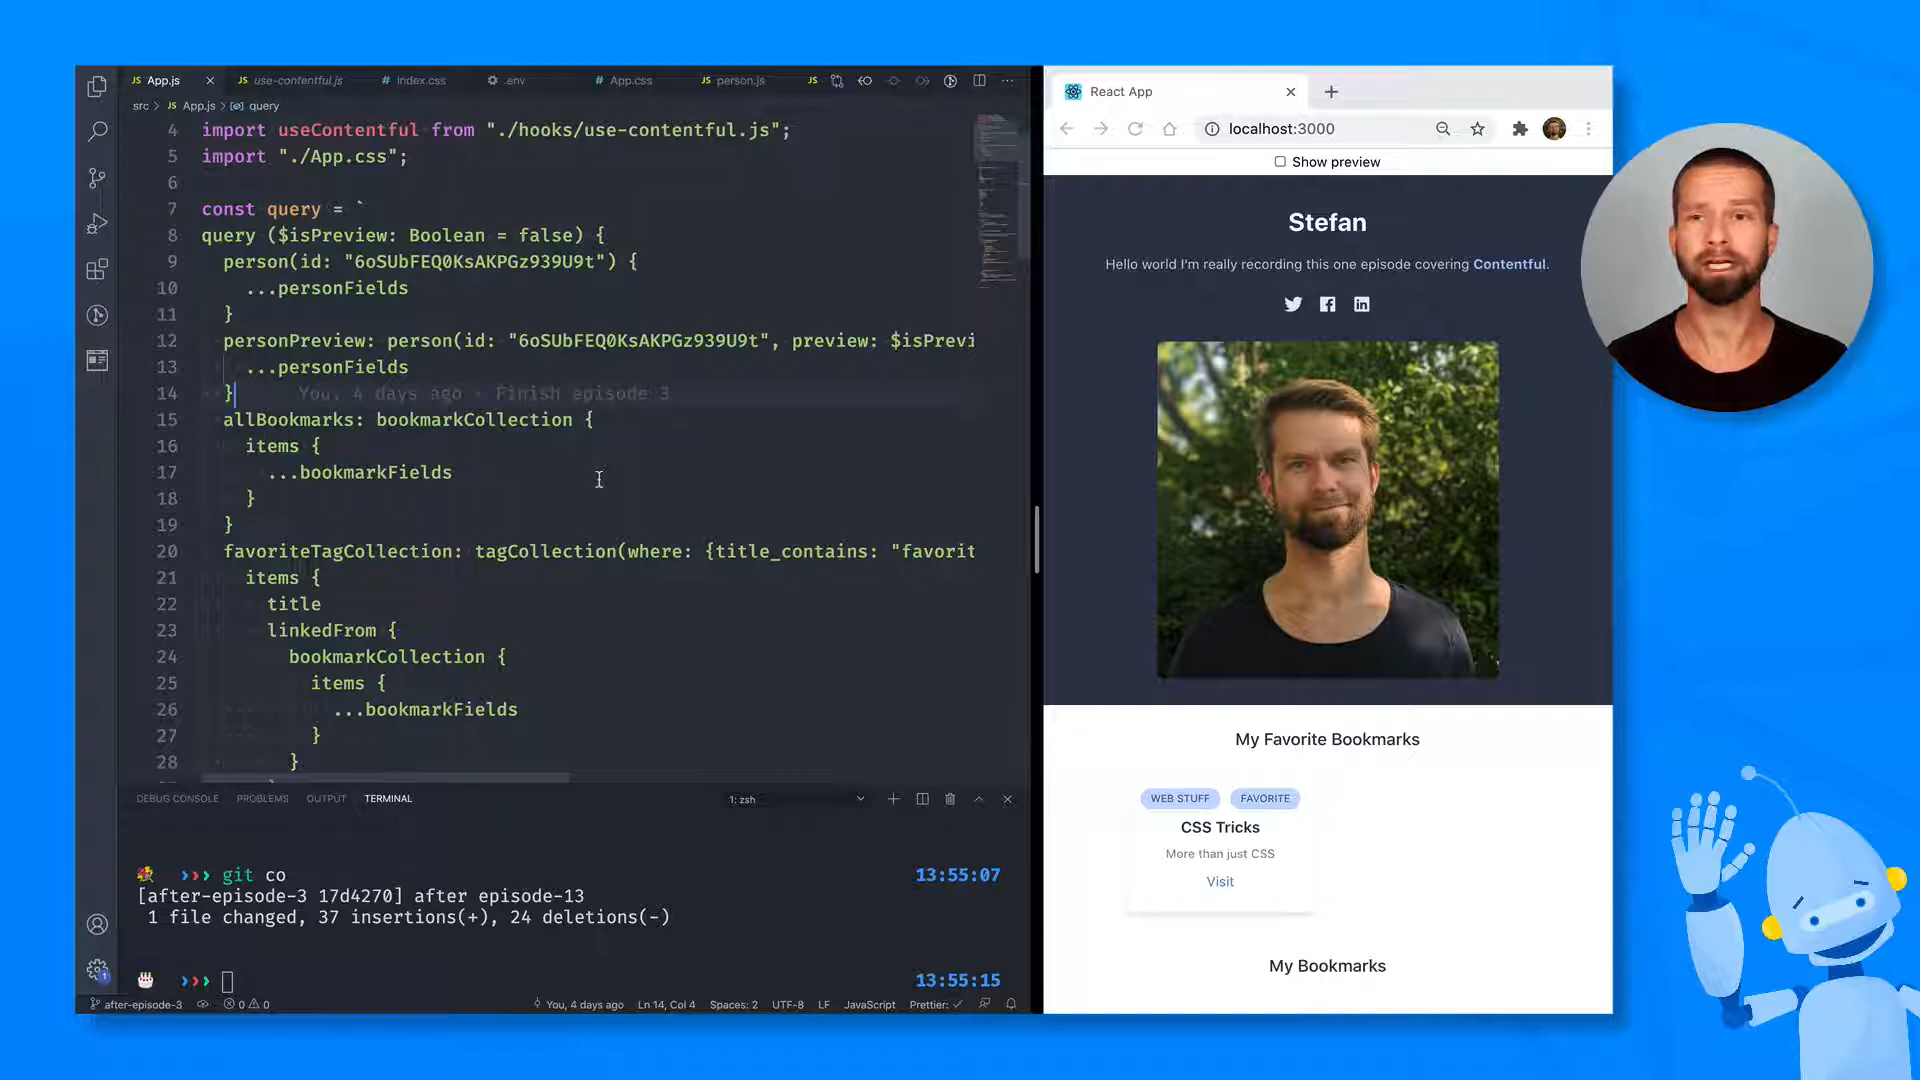 App.js
use-contentful.js
index.css
.env
App.css
person.js
JS
src > JS App.js > query
4 import useContentful from "./hooks/use-contentful.js";
5 import "./App.css";
6
7 const query = `
8 query ($isPreview: Boolean = false) {
9 person(id: "6oSUbFEQ0KsAKPGz939U9t") {
10 ...personFields
11 }
12 personPreview: person(id: "6oSUbFEQ0KsAKPGz939U9t", preview: $isPrevi
13 ...personFields
14 } You, 4 days ago • Finish episode 3
15 allBookmarks: bookmarkCollection {
16 items {
17 ...bookmarkFields
18 }
19 }
20 favoriteTagCollection: tagCollection(where: {title_contains: "favorit
21 items {
22 title
23 linkedFrom {
24 bookmarkCollection {
25 items {
26 ...bookmarkFields
27 }
28 }
DEBUG CONSOLE PROBLEMS OUTPUT TERMINAL 1: zsh
››› git co 13:55:07
[after-episode-3 17d4270] after episode-13
1 file changed, 37 insertions(+), 24 deletions(-)
››› 13:55:15
after-episode-3 0 0 You, 4 days ago Ln 14, Col 4 Spaces: 2 UTF-8 LF JavaScript Prettier: ✓
React App
localhost:3000
Show preview
Stefan
Hello world I'm really recording this one episode covering Contentful.
My Favorite Bookmarks
WEB STUFF FAVORITE
CSS Tricks
More than just CSS
Visit
My Bookmarks